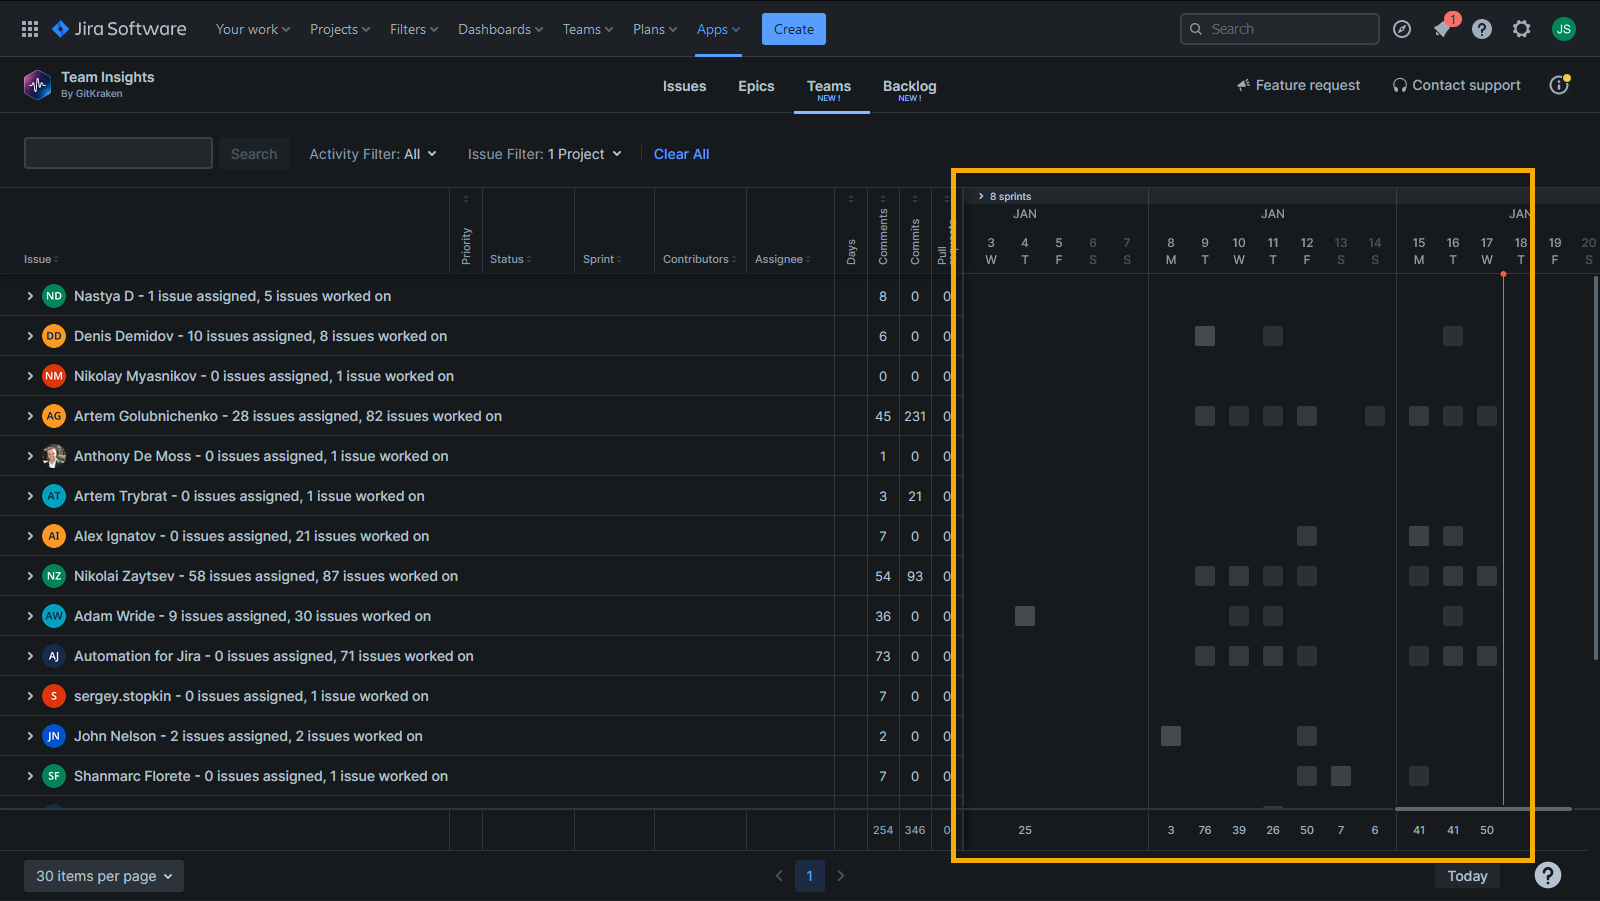 Jira Software Your work Projects Filters Dashboards Teams Plans Apps Create Search 1 JS
Team Insights
By GitKraken
Issues Epics Teams Backlog
NEW! NEW!
Feature request Contact support
Search Activity Filter: All Issue Filter: 1 Project Clear All
8 sprints
JAN JAN JAN
Issue Priority Status Sprint Contributors Assignee Days Comments Commits Pull
3 4 5 6 7 8 9 10 11 12 13 14 15 16 17 18 19 20
W T F S S M T W T F S S M T W T F S
ND Nastya D - 1 issue assigned, 5 issues worked on 8 0 0
DD Denis Demidov - 10 issues assigned, 8 issues worked on 6 0 0
NM Nikolay Myasnikov - 0 issues assigned, 1 issue worked on 0 0 0
AG Artem Golubnichenko - 28 issues assigned, 82 issues worked on 45 231 0
Anthony De Moss - 0 issues assigned, 1 issue worked on 1 0 0
AT Artem Trybrat - 0 issues assigned, 1 issue worked on 3 21 0
AI Alex Ignatov - 0 issues assigned, 21 issues worked on 7 0 0
NZ Nikolai Zaytsev - 58 issues assigned, 87 issues worked on 54 93 0
AW Adam Wride - 9 issues assigned, 30 issues worked on 36 0 0
AJ Automation for Jira - 0 issues assigned, 71 issues worked on 73 0 0
S sergey.stopkin - 0 issues assigned, 1 issue worked on 7 0 0
JN John Nelson - 2 issues assigned, 2 issues worked on 2 0 0
SF Shanmarc Florete - 0 issues assigned, 1 issue worked on 7 0 0
254 346 0 25 3 76 39 26 50 7 6 41 41 50
30 items per page 1 Today